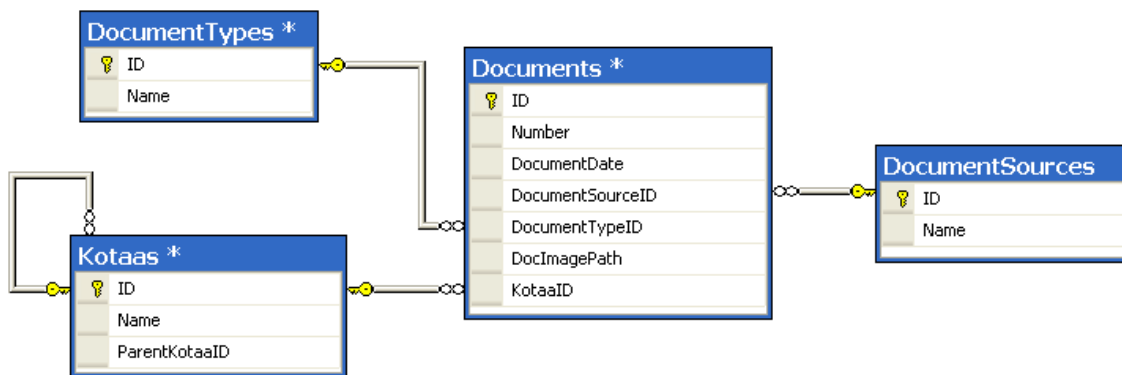 DocumentTypes *
ID
Name
Documents *
ID
Number
DocumentDate
DocumentSourceID
DocumentTypeID
DocImagePath
KotaaID
DocumentSources
ID
Name
Kotaas *
ID
Name
ParentKotaaID